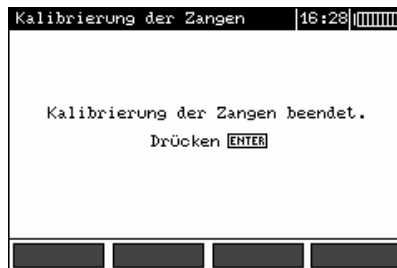 Kalibrierung der Zangen 16:28
Kalibrierung der Zangen beendet.
Drücken ENTER